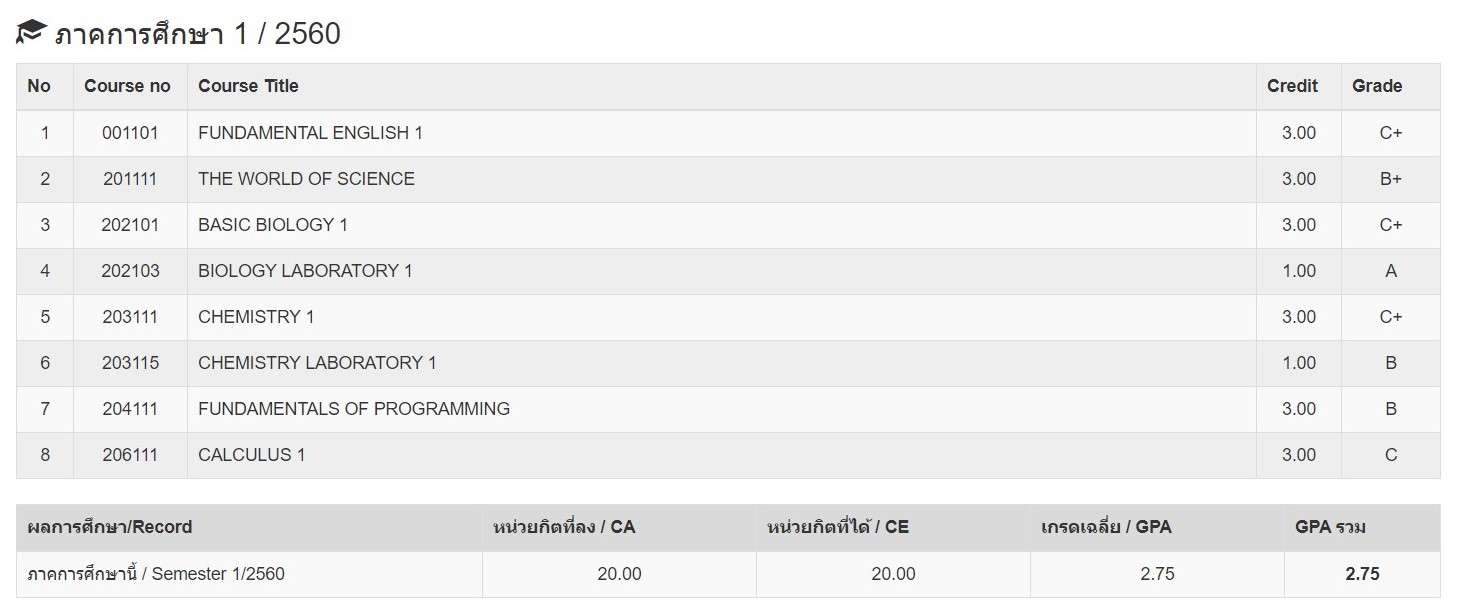 ภาคการศึกษา 1 / 2560
No Course no Course Title Credit Grade
1 001101 FUNDAMENTAL ENGLISH 1 3.00 C+
2 201111 THE WORLD OF SCIENCE 3.00 B+
3 202101 BASIC BIOLOGY 1 3.00 C+
4 202103 BIOLOGY LABORATORY 1 1.00 A
5 203111 CHEMISTRY 1 3.00 C+
6 203115 CHEMISTRY LABORATORY 1 1.00 B
7 204111 FUNDAMENTALS OF PROGRAMMING 3.00 B
8 206111 CALCULUS 1 3.00 C
ผลการศึกษา/Record หน่วยกิตที่ลง / CA หน่วยกิตที่ได้ / CE เกรดเฉลี่ย / GPA GPA รวม
ภาคการศึกษานี้ / Semester 1/2560 20.00 20.00 2.75 2.75